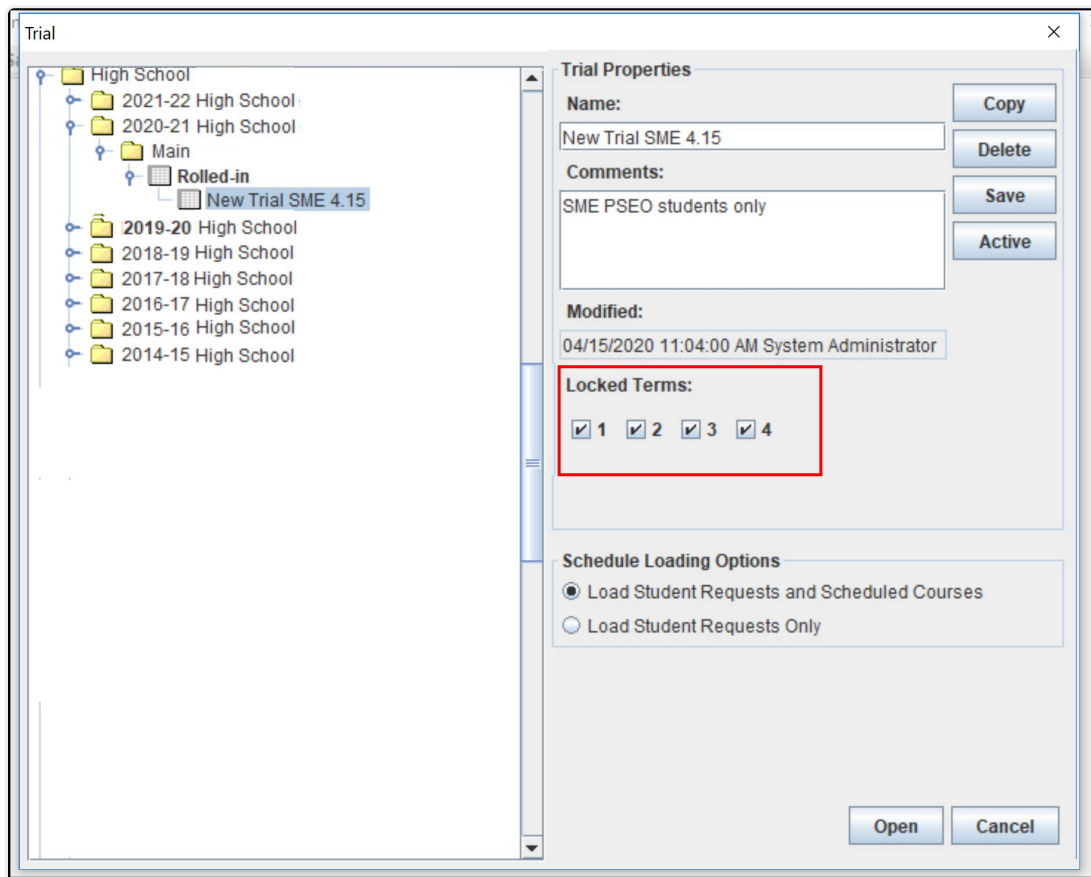 Trial
High School
2021-22 High School
2020-21 High School
Main
Rolled-in
New Trial SME 4.15
2019-20 High School
2018-19 High School
2017-18 High School
2016-17 High School
2015-16 High School
2014-15 High School
Trial Properties
Name:
New Trial SME 4.15
Comments:
SME PSEO students only
Copy
Delete
Save
Active
Modified:
04/15/2020 11:04:00 AM System Administrator
Locked Terms:
1 2 3 4
Schedule Loading Options
Load Student Requests and Scheduled Courses
Load Student Requests Only
Open Cancel